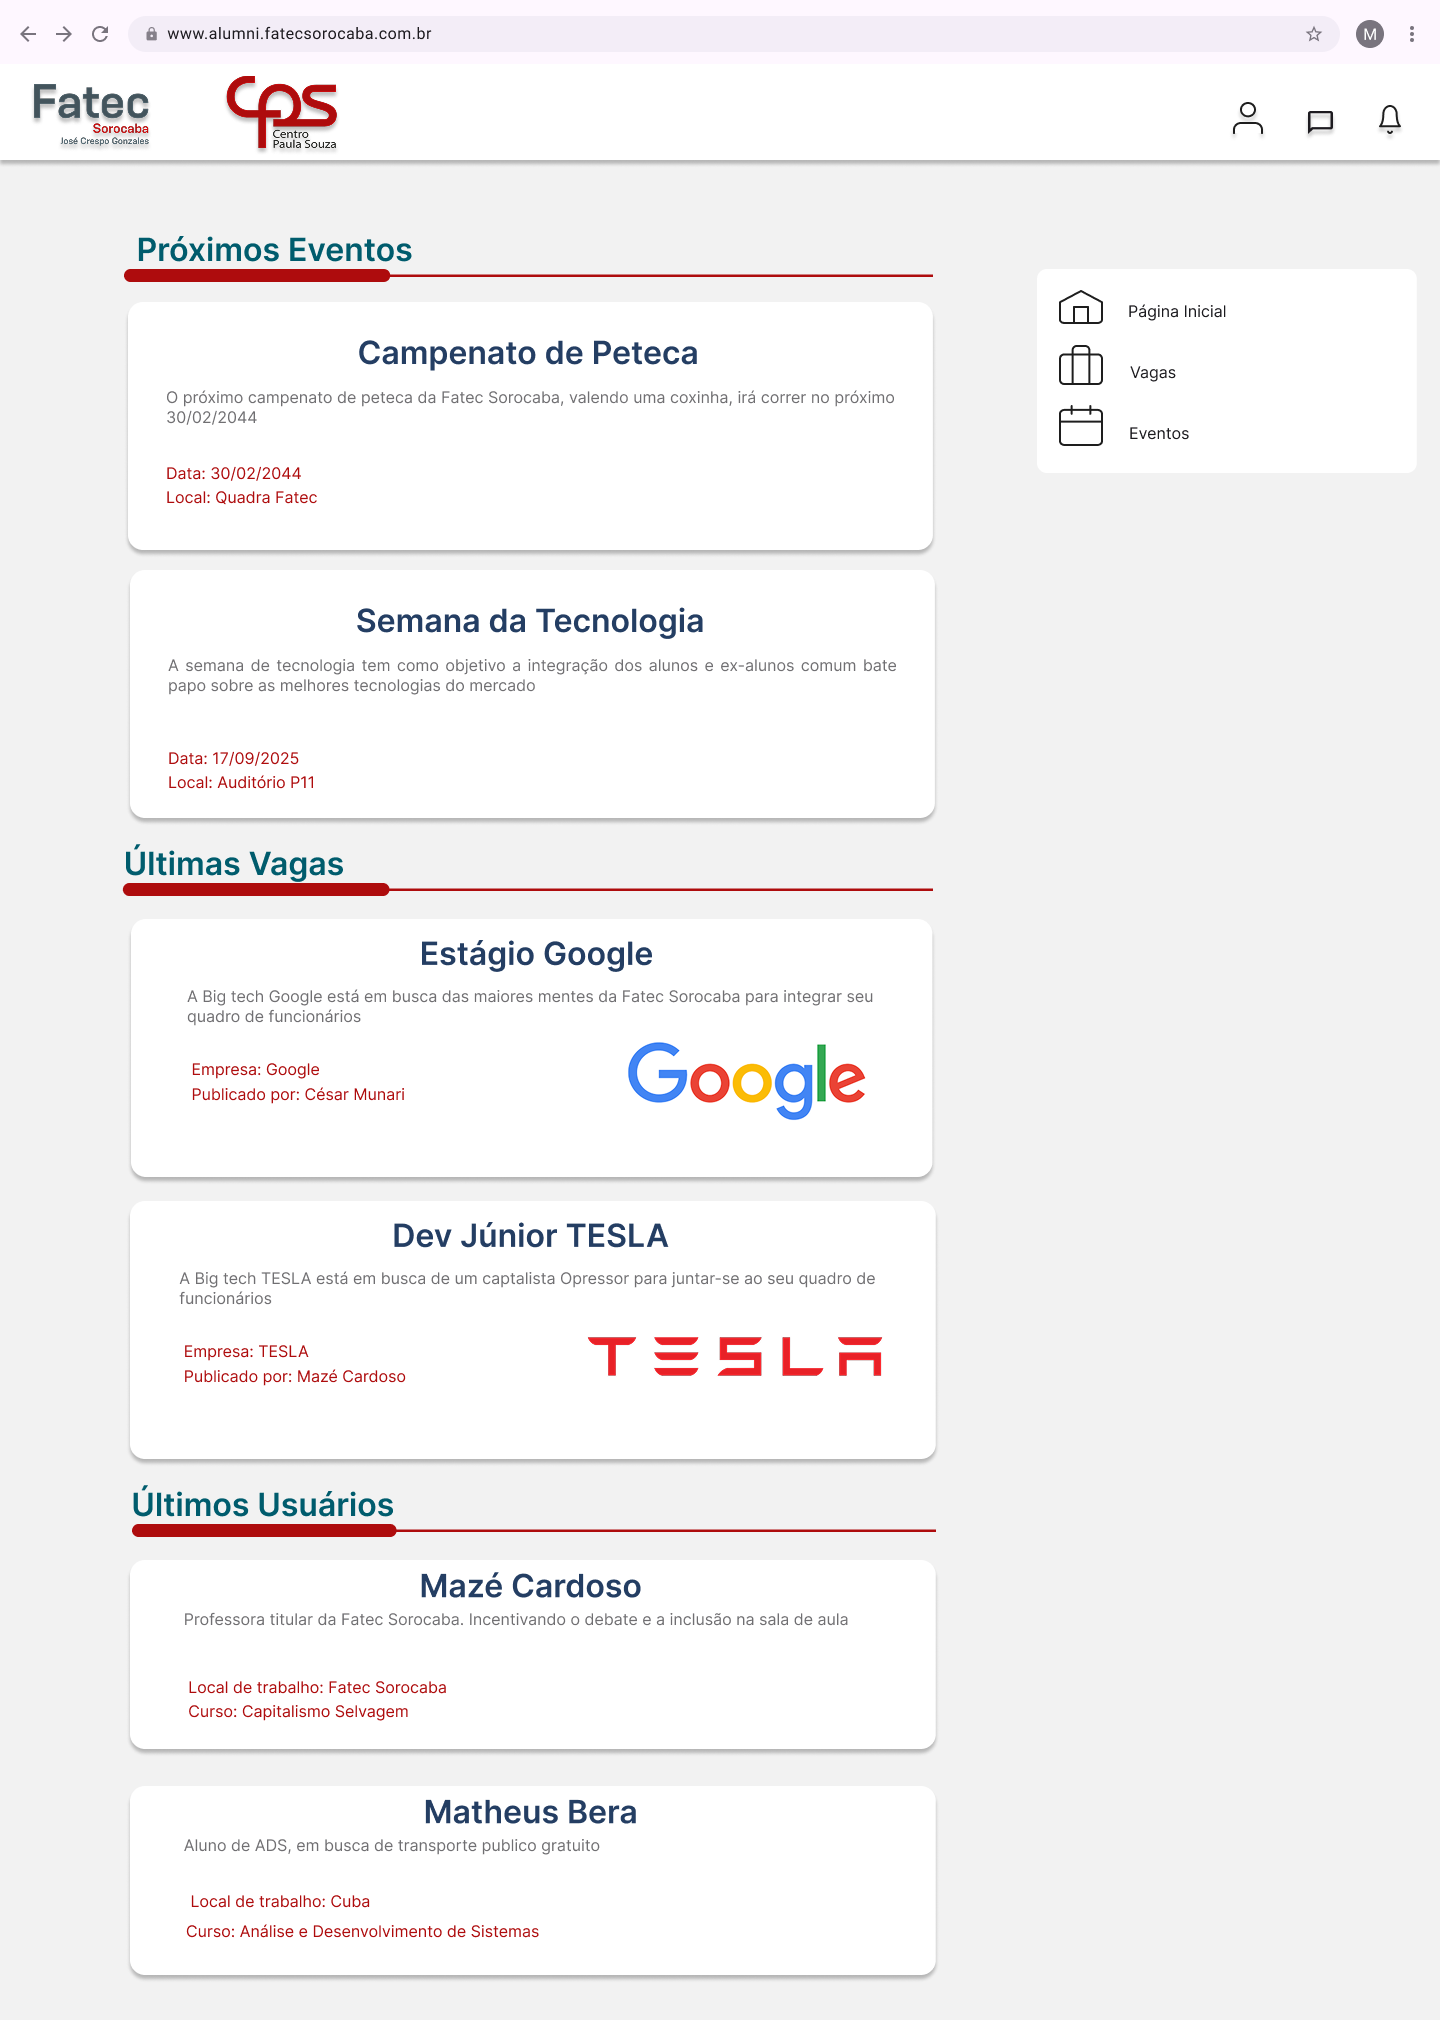 www.alumni.fatecsorocaba.com.br
M
Fatec
Sorocaba
José Crespo Gonzales
cps
Centro
Paula Souza
Próximos Eventos
Campenato de Peteca
O próximo campenato de peteca da Fatec Sorocaba, valendo uma coxinha, irá correr no próximo
30/02/2044
Data: 30/02/2044
Local: Quadra Fatec
Página Inicial
Vagas
Eventos
Semana da Tecnologia
A semana de tecnologia tem como objetivo a integração dos alunos e ex-alunos comum bate
papo sobre as melhores tecnologias do mercado
Data: 17/09/2025
Local: Auditório P11
Últimas Vagas
Estágio Google
A Big tech Google está em busca das maiores mentes da Fatec Sorocaba para integrar seu
quadro de funcionários
Empresa: Google
Publicado por: César Munari
Google
Dev Júnior TESLA
A Big tech TESLA está em busca de um captalista Opressor para juntar-se ao seu quadro de
funcionários
Empresa: TESLA
Publicado por: Mazé Cardoso
TESLA
Últimos Usuários
Mazé Cardoso
Professora titular da Fatec Sorocaba. Incentivando o debate e a inclusão na sala de aula
Local de trabalho: Fatec Sorocaba
Curso: Capitalismo Selvagem
Matheus Bera
Aluno de ADS, em busca de transporte publico gratuito
Local de trabalho: Cuba
Curso: Análise e Desenvolvimento de Sistemas